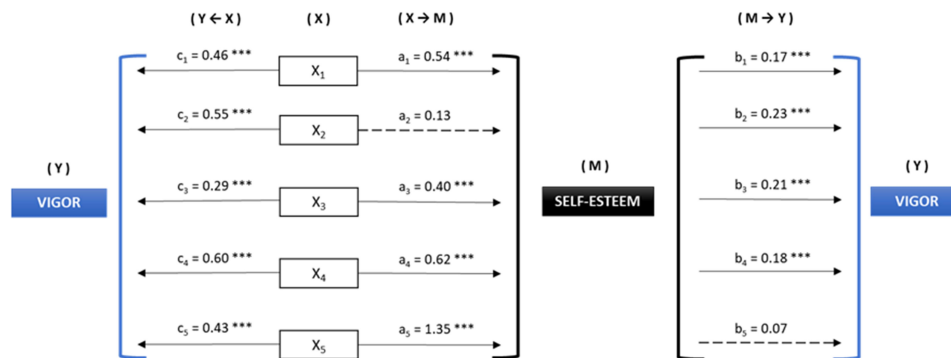 ( Y ← X ) ( X ) ( X → M ) ( M → Y )
c₁ = 0.46 *** X₁ a₁ = 0.54 *** b₁ = 0.17 ***
c₂ = 0.55 *** X₂ a₂ = 0.13 b₂ = 0.23 ***
( Y ) ( M ) ( Y )
c₃ = 0.29 *** X₃ a₃ = 0.40 *** b₃ = 0.21 ***
VIGOR SELF-ESTEEM VIGOR
c₄ = 0.60 *** X₄ a₄ = 0.62 *** b₄ = 0.18 ***
c₅ = 0.43 *** X₅ a₅ = 1.35 *** b₅ = 0.07